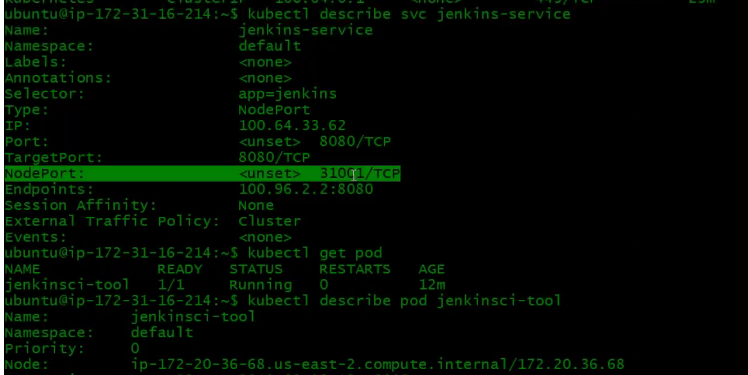 ubuntu@ip-172-31-16-214:~$ kubectl describe svc jenkins-service
Name: jenkins-service
Namespace: default
Labels: <none>
Annotations: <none>
Selector: app=jenkins
Type: NodePort
IP: 100.64.33.62
Port: <unset> 8080/TCP
TargetPort: 8080/TCP
NodePort: <unset> 31001/TCP
Endpoints: 100.96.2.2:8080
Session Affinity: None
External Traffic Policy: Cluster
Events: <none>
ubuntu@ip-172-31-16-214:~$ kubectl get pod
NAME READY STATUS RESTARTS AGE
jenkinsci-tool 1/1 Running 0 12m
ubuntu@ip-172-31-16-214:~$ kubectl describe pod jenkinsci-tool
Name: jenkinsci-tool
Namespace: default
Priority: 0
Node: ip-172-20-36-68.us-east-2.compute.internal/172.20.36.68